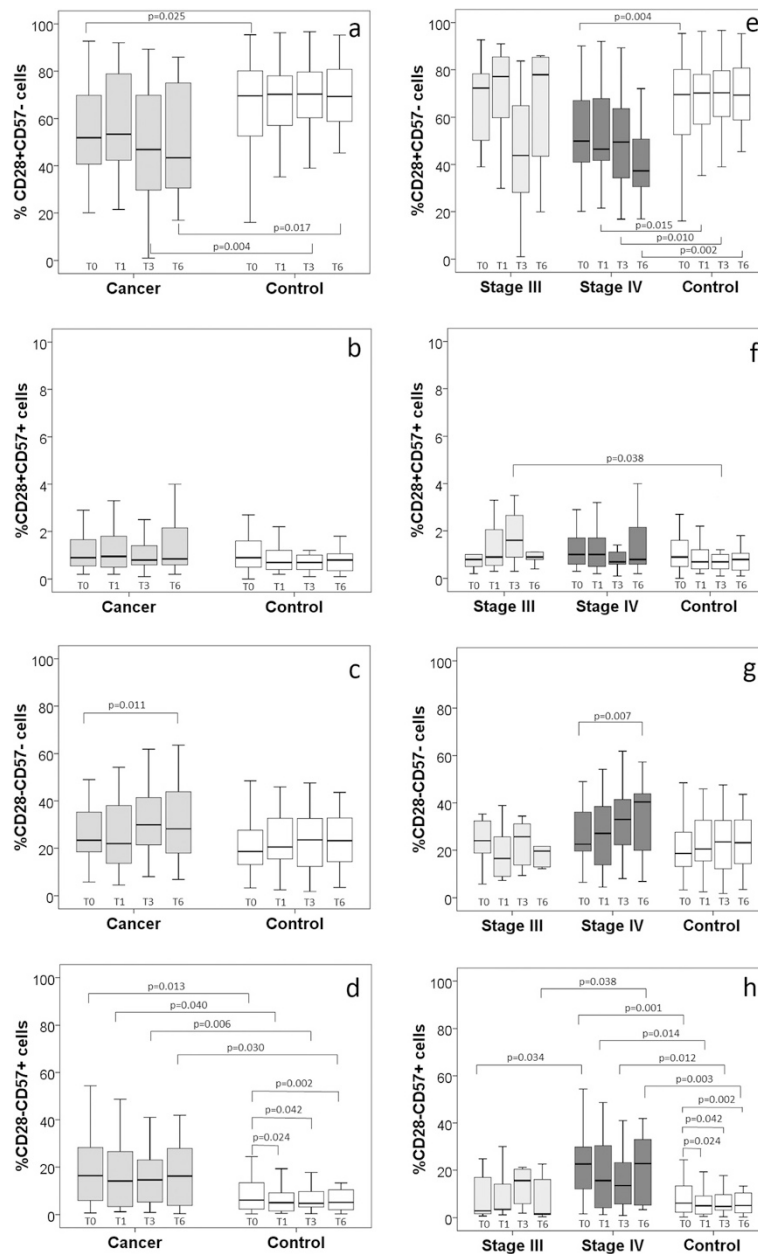 a
p=0.025
100
80
60
40
20
0
% CD28+CD57- cells
p=0.017
p=0.004
T0 T1 T3 T6 T0 T1 T3 T6
Cancer Control
e
p=0.004
100
80
60
40
20
0
% CD28+CD57- cells
p=0.015
p=0.010
p=0.002
T0 T1 T3 T6 T0 T1 T3 T6 T0 T1 T3 T6
Stage III Stage IV Control
b
10
8
6
4
2
0
%CD28+CD57+ cells
T0 T1 T3 T6 T0 T1 T3 T6
Cancer Control
f
10
8
6
4
2
0
%CD28+CD57+ cells
p=0.038
T0 T1 T3 T6 T0 T1 T3 T6 T0 T1 T3 T6
Stage III Stage IV Control
c
100
80
60
40
20
0
%CD28-CD57- cells
p=0.011
T0 T1 T3 T6 T0 T1 T3 T6
Cancer Control
g
100
80
60
40
20
0
%CD28-CD57- cells
p=0.007
T0 T1 T3 T6 T0 T1 T3 T6 T0 T1 T3 T6
Stage III Stage IV Control
d
100
80
60
40
20
0
%CD28-CD57+ cells
p=0.013
p=0.040
p=0.006
p=0.030
p=0.002
p=0.042
p=0.024
T0 T1 T3 T6 T0 T1 T3 T6
Cancer Control
h
100
80
60
40
20
0
%CD28-CD57+ cells
p=0.038
p=0.001
p=0.014
p=0.034
p=0.012
p=0.003
p=0.002
p=0.042
p=0.024
T0 T1 T3 T6 T0 T1 T3 T6 T0 T1 T3 T6
Stage III Stage IV Control